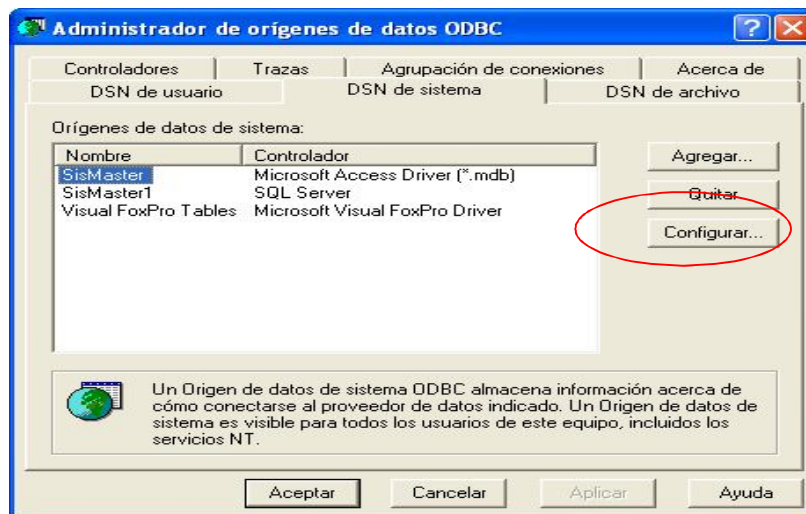 Administrador de orígenes de datos ODBC
Controladores Trazas Agrupación de conexiones Acerca de
DSN de usuario DSN de sistema DSN de archivo
Orígenes de datos de sistema:
Nombre Controlador
SisMaster Microsoft Access Driver (*.mdb)
SisMaster1 SQL Server
Visual FoxPro Tables Microsoft Visual FoxPro Driver
Agregar...
Quitar
Configurar...
Un Origen de datos de sistema ODBC almacena información acerca de
cómo conectarse al proveedor de datos indicado. Un Origen de datos de
sistema es visible para todos los usuarios de este equipo, incluidos los
servicios NT.
Aceptar Cancelar Aplicar Ayuda